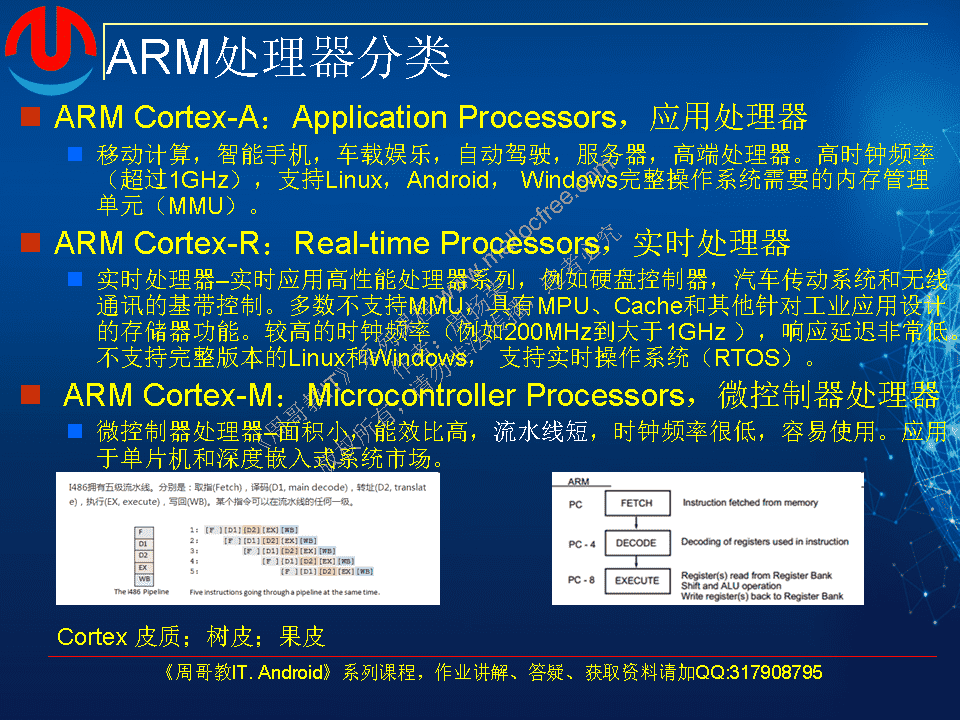 ARM处理器分类
ARM Cortex-A：Application Processors，应用处理器
移动计算，智能手机，车载娱乐，自动驾驶，服务器，高端处理器。高时钟频率
（超过1GHz），支持Linux，Android， Windows完整操作系统需要的内存管理
单元（MMU）。
ARM Cortex-R：Real-time Processors，实时处理器
实时处理器–实时应用高性能处理器系列，例如硬盘控制器，汽车传动系统和无线
通讯的基带控制。多数不支持MMU，具有MPU、Cache和其他针对工业应用设计
的存储器功能。较高的时钟频率（例如200MHz到大于1GHz ），响应延迟非常低。
不支持完整版本的Linux和Windows， 支持实时操作系统（RTOS）。
ARM Cortex-M：Microcontroller Processors，微控制器处理器
微控制器处理器–面积小，能效比高，流水线短，时钟频率很低，容易使用。应用
于单片机和深度嵌入式系统市场。
I486拥有五级流水线。分别是：取指(Fetch)，译码(D1, main decode)，转址(D2, translat
e)，执行(EX, execute)，写回(WB)。某个指令可以在流水线的任何一级。
F
D1
D2
EX
WB
The i486 Pipeline
1: [F ][D1][D2][EX][WB]
2: [F ][D1][D2][EX][WB]
3: [F ][D1][D2][EX][WB]
4: [F ][D1][D2][EX][WB]
5: [F ][D1][D2][EX][WB]
Five instructions going through a pipeline at the same time.
ARM
PC FETCH Instruction fetched from memory
PC - 4 DECODE Decoding of registers used in instruction
PC - 8 EXECUTE Register(s) read from Register Bank
Shift and ALU operation
Write register(s) back to Register Bank
Cortex 皮质；树皮；果皮
《周哥教IT. Android》系列课程，作业讲解、答疑、获取资料请加QQ:317908795